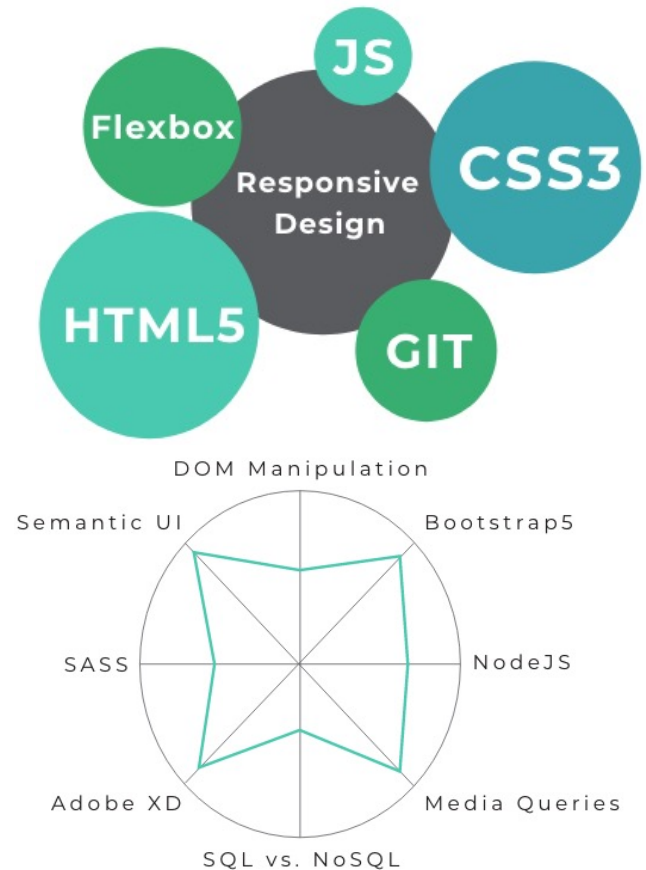 JS
Flexbox
CSS3
Responsive
Design
HTML5
GIT
DOM Manipulation
Semantic UI
Bootstrap5
SASS
NodeJS
Adobe XD
Media Queries
SQL vs. NoSQL